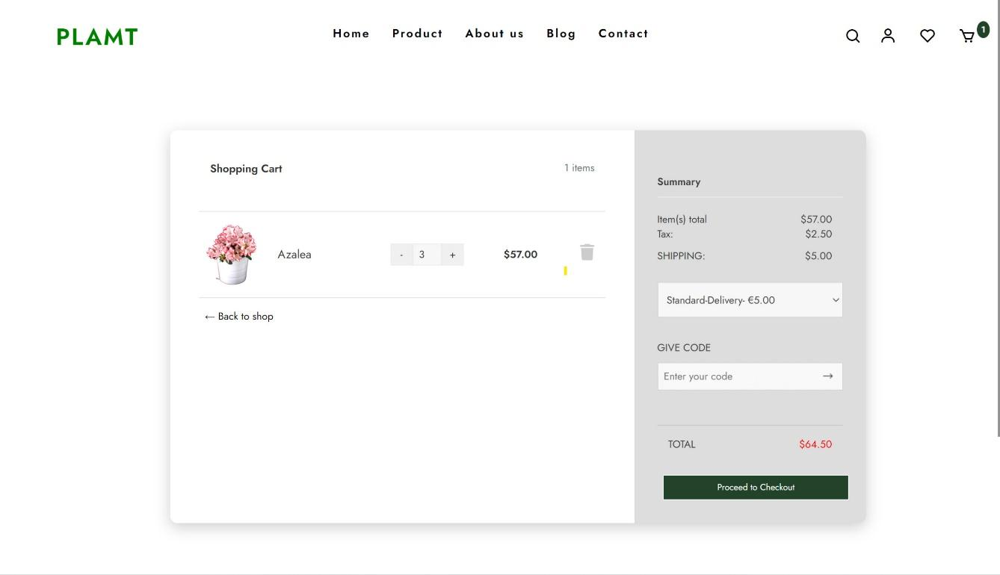 PLAMT
Home Product About us Blog Contact
1
Shopping Cart
1 items
Azalea
- 3 +
$57.00
← Back to shop
Summary
Item(s) total $57.00
Tax: $2.50
SHIPPING: $5.00
Standard-Delivery- €5.00
GIVE CODE
Enter your code →
TOTAL $64.50
Proceed to Checkout